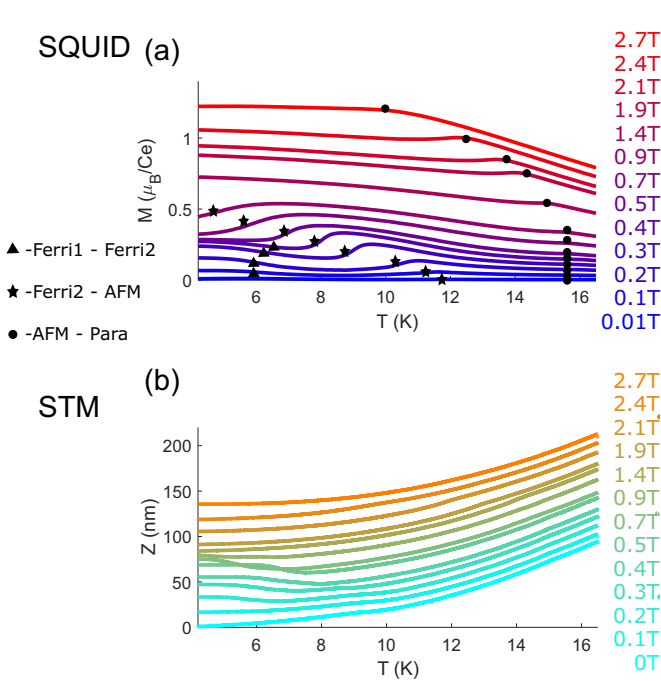 SQUID (a)
2.7T
2.4T
2.1T
1.9T
1.4T
0.9T
0.7T
0.5T
0.4T
0.3T
0.2T
0.1T
0.01T
M (μB/Ce)
1
0.5
0
6 8 10 12 14 16
T (K)
-Ferri1 - Ferri2
-Ferri2 - AFM
-AFM - Para
(b)
STM
2.7T
2.4T
2.1T
1.9T
1.4T
0.9T
0.7T
0.5T
0.4T
0.3T
0.2T
0.1T
0T
Z (nm)
200
150
100
50
0
6 8 10 12 14 16
T (K)